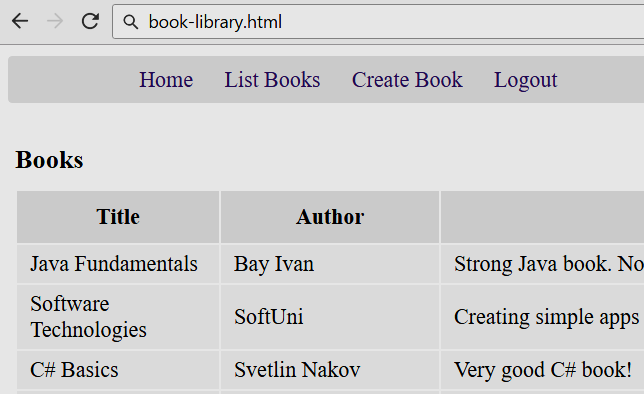 book-library.html
Home List Books Create Book Logout
Books
Title Author
Java Fundamentals Bay Ivan Strong Java book. No
Software
Technologies SoftUni Creating simple apps
C# Basics Svetlin Nakov Very good C# book!